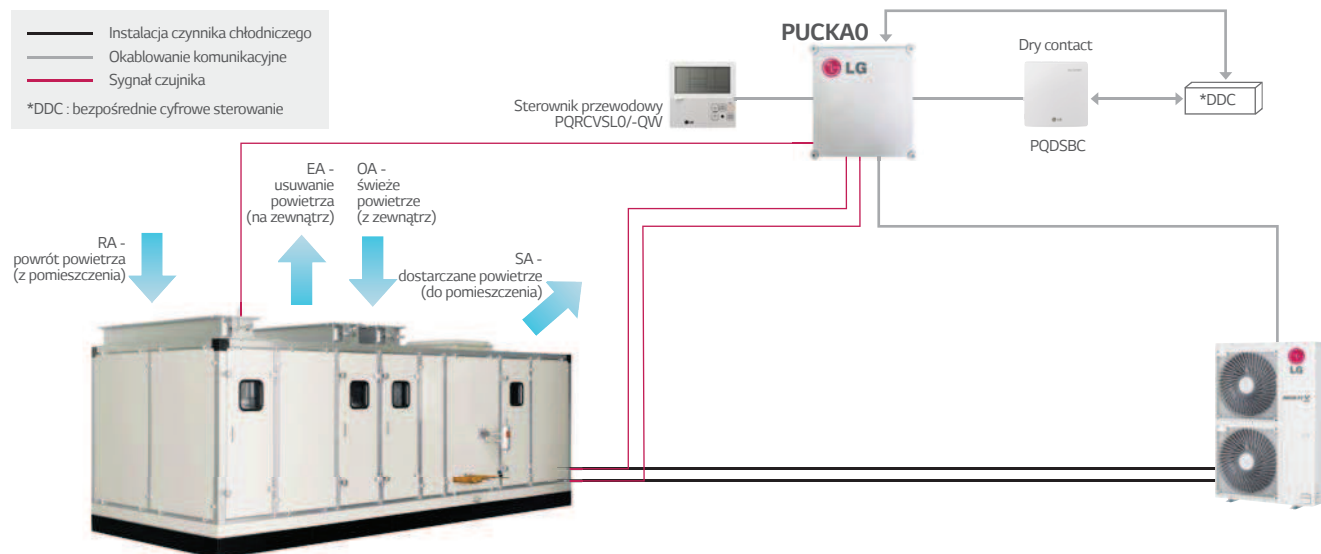 Instalacja czynnika chłodniczego
Okablowanie komunikacyjne
Sygnał czujnika
*DDC : bezpośrednie cyfrowe sterowanie
PUCKA0
LG
Sterownik przewodowy
PQRCVSL0/-QW
Dry contact
PQDSBC
*DDC
RA -
powrót powietrza
(z pomieszczenia)
EA -
usuwanie
powietrza
(na zewnątrz)
OA -
świeże
powietrze
(z zewnątrz)
SA -
dostarczane powietrze
(do pomieszczenia)
LG